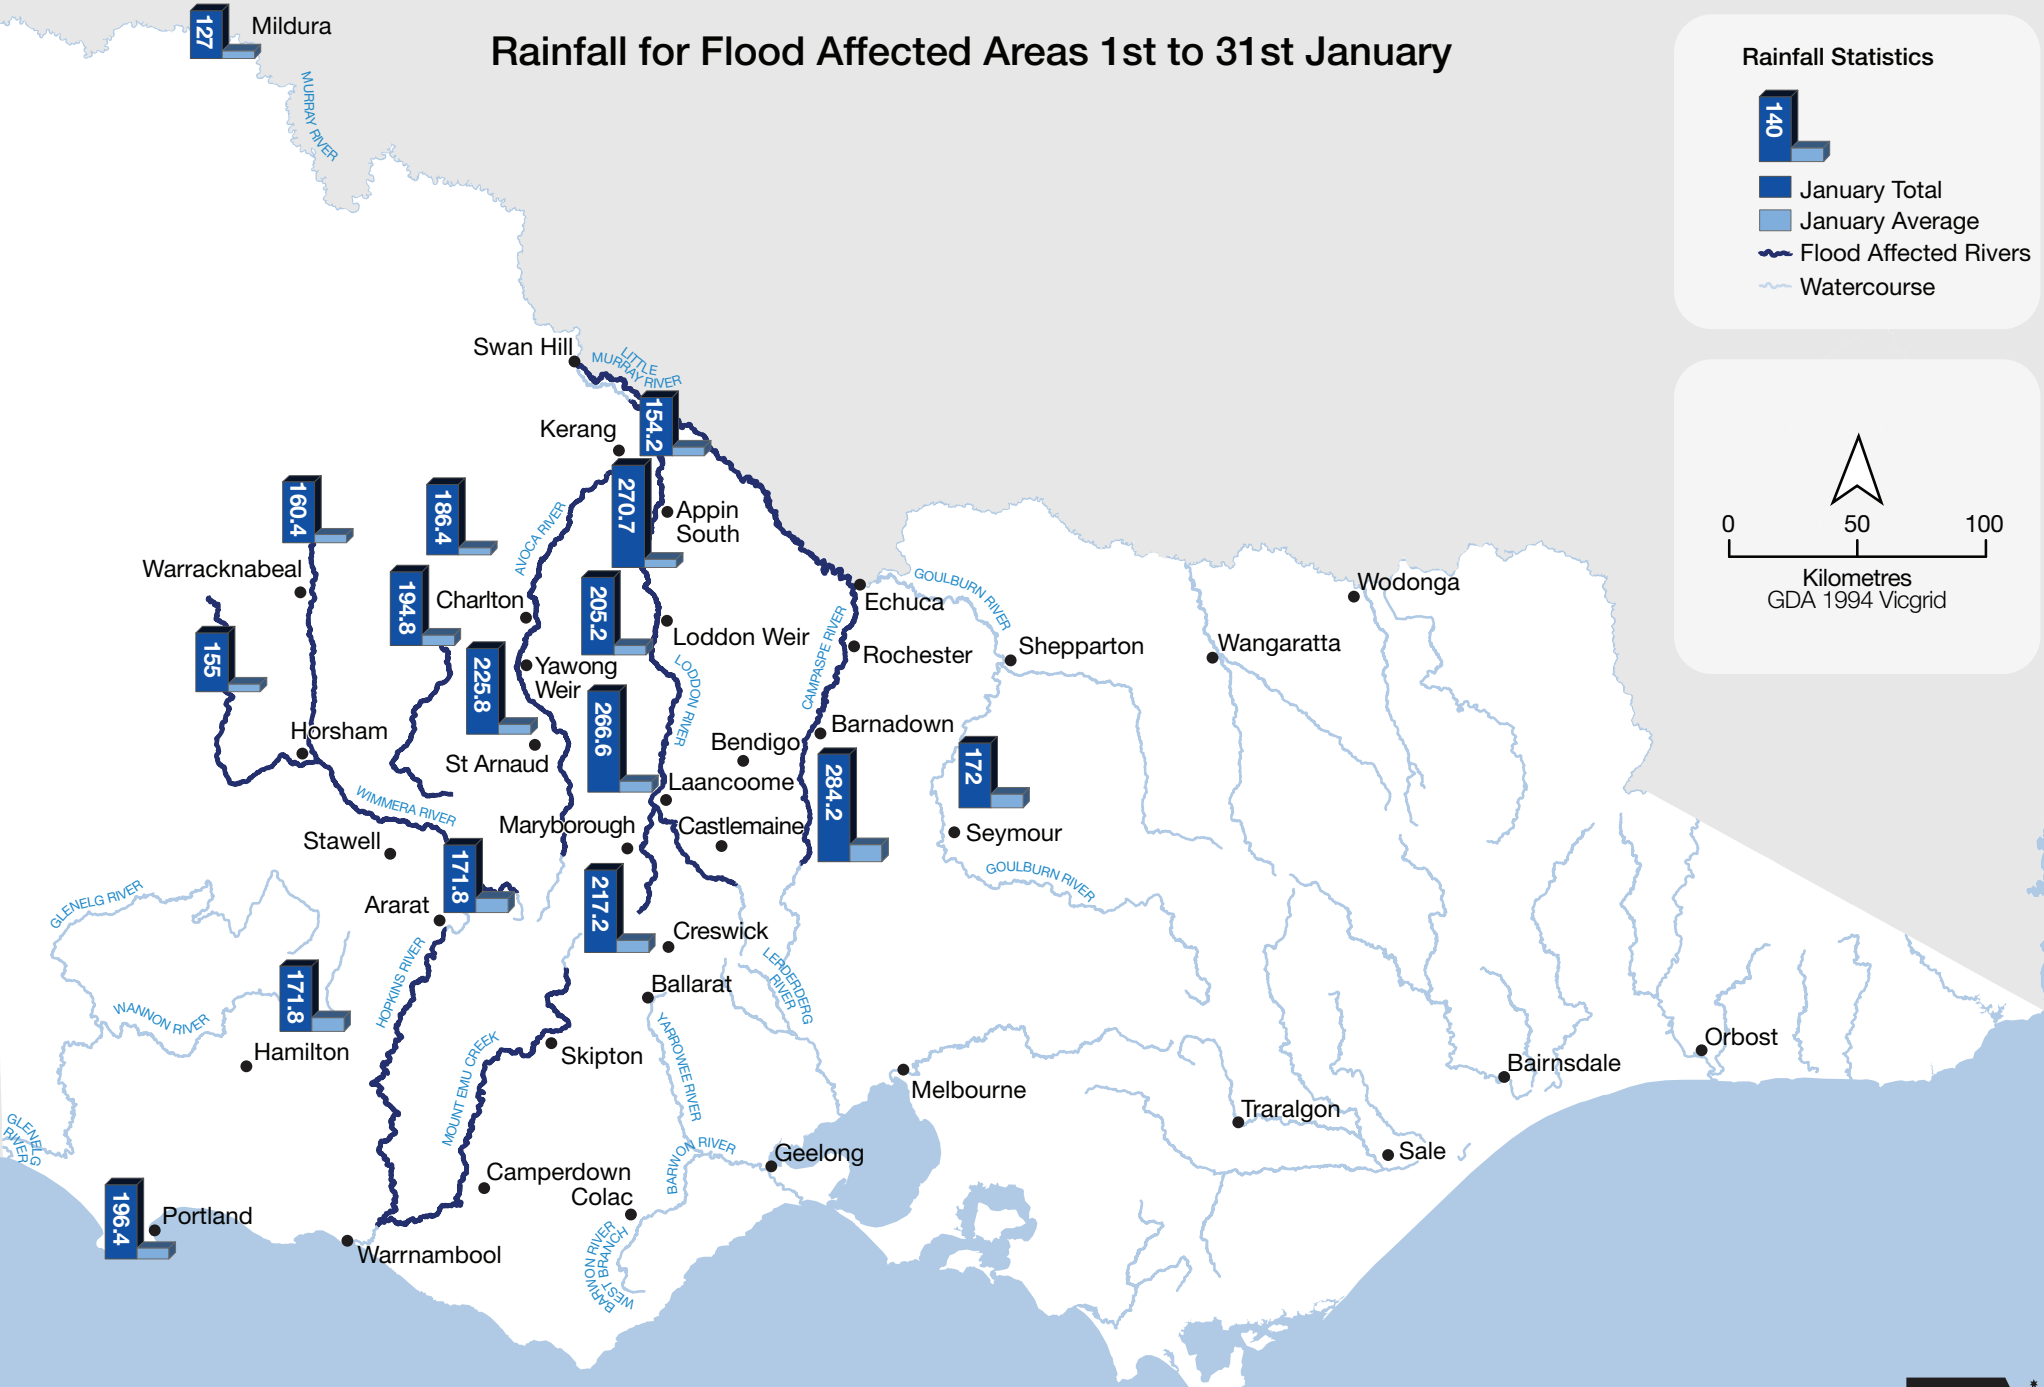 Rainfall for Flood Affected Areas 1st to 31st January
Rainfall Statistics
140
January Total
January Average
Flood Affected Rivers
Watercourse
0 50 100
Kilometres
GDA 1994 Vicgrid
127
Mildura
MURRAY RIVER
Swan Hill
LITTLE
MURRAY RIVER
154.2
Kerang
270.7
Appin
South
160.4
186.4
AVOCA RIVER
Warracknabeal
194.8
Charlton
205.2
Loddon Weir
Echuca
GOULBURN RIVER
Wodonga
155
225.8
Yawong
Weir
LODDON RIVER
CAMPASPE RIVER
Rochester
Shepparton
Wangaratta
Horsham
St Arnaud
266.6
Bendigo
Barnadown
172
WIMMERA RIVER
Laancoome
284.2
Stawell
Maryborough
Castlemaine
Seymour
GOULBURN RIVER
171.8
217.2
GLENELG RIVER
Ararat
Creswick
HOPKINS RIVER
LERDERDERG
RIVER
171.8
Ballarat
WANNON RIVER
YARROWEE RIVER
Hamilton
MOUNT EMU CREEK
Skipton
Melbourne
Orbost
Bairnsdale
Traralgon
GLENELG
RIVER
BARWON RIVER
Geelong
Sale
Camperdown
Colac
196.4
Portland
Warrnambool
BARWON RIVER
WEST BRANCH